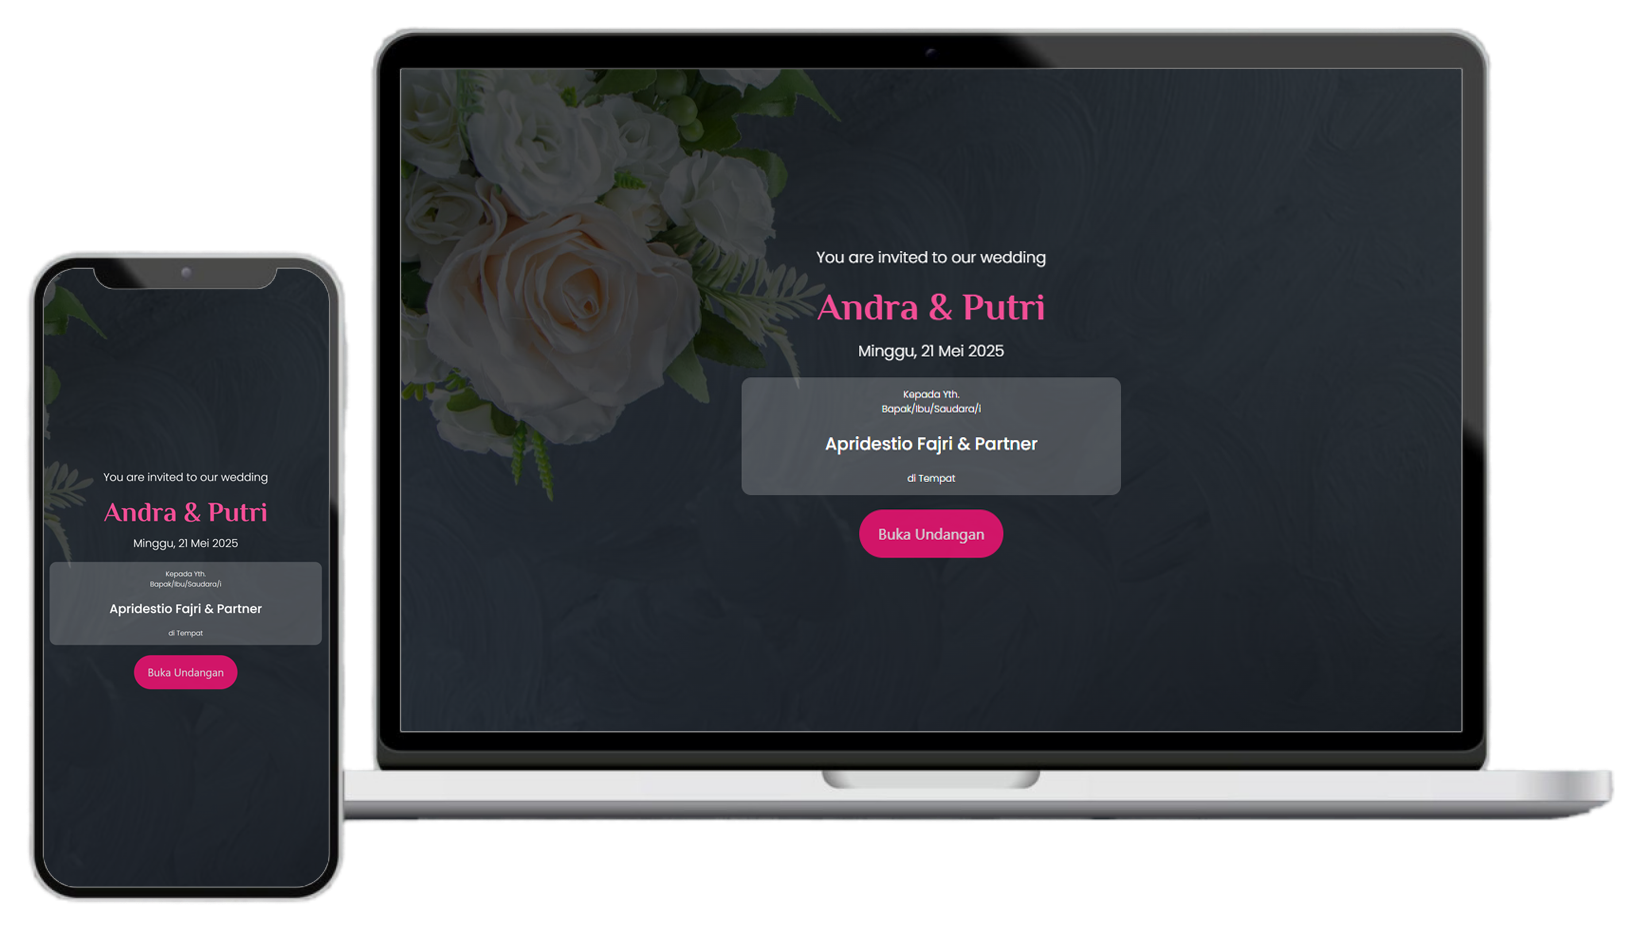 You are invited to our wedding
Andra & Putri
Minggu, 21 Mei 2025
Kepada Yth.
Bapak/Ibu/Saudara/i
Apridestio Fajri & Partner
di Tempat
Buka Undangan
You are invited to our wedding
Andra & Putri
Minggu, 21 Mei 2025
Kepada Yth.
Bapak/Ibu/Saudara/i
Apridestio Fajri & Partner
di Tempat
Buka Undangan